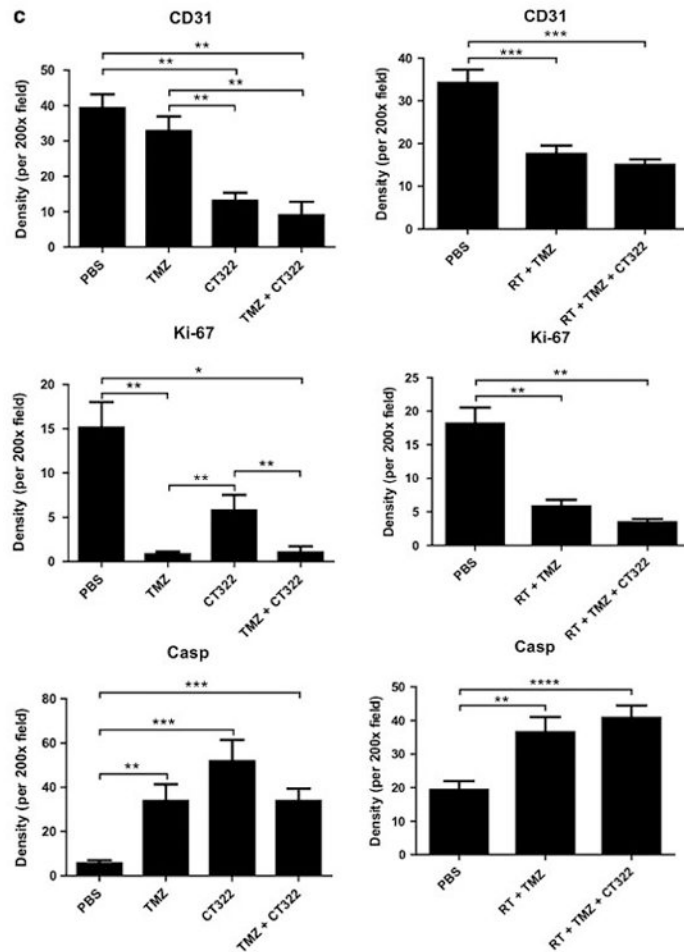 c
CD31
Density (per 200x field)
50
40
30
20
10
0
**
**
**
**
PBS
TMZ
CT322
TMZ + CT322
CD31
Density (per 200x field)
40
30
20
10
0
***
***
PBS
RT + TMZ
RT + TMZ + CT322
Ki-67
Density (per 200x field)
20
15
10
5
0
*
**
**
**
PBS
TMZ
CT322
TMZ + CT322
Ki-67
Density (per 200x field)
25
20
15
10
5
0
**
**
PBS
RT + TMZ
RT + TMZ + CT322
Casp
Density (per 200x field)
80
60
40
20
0
***
***
**
PBS
TMZ
CT322
TMZ + CT322
Casp
Density (per 200x field)
50
40
30
20
10
0
****
**
PBS
RT + TMZ
RT + TMZ + CT322